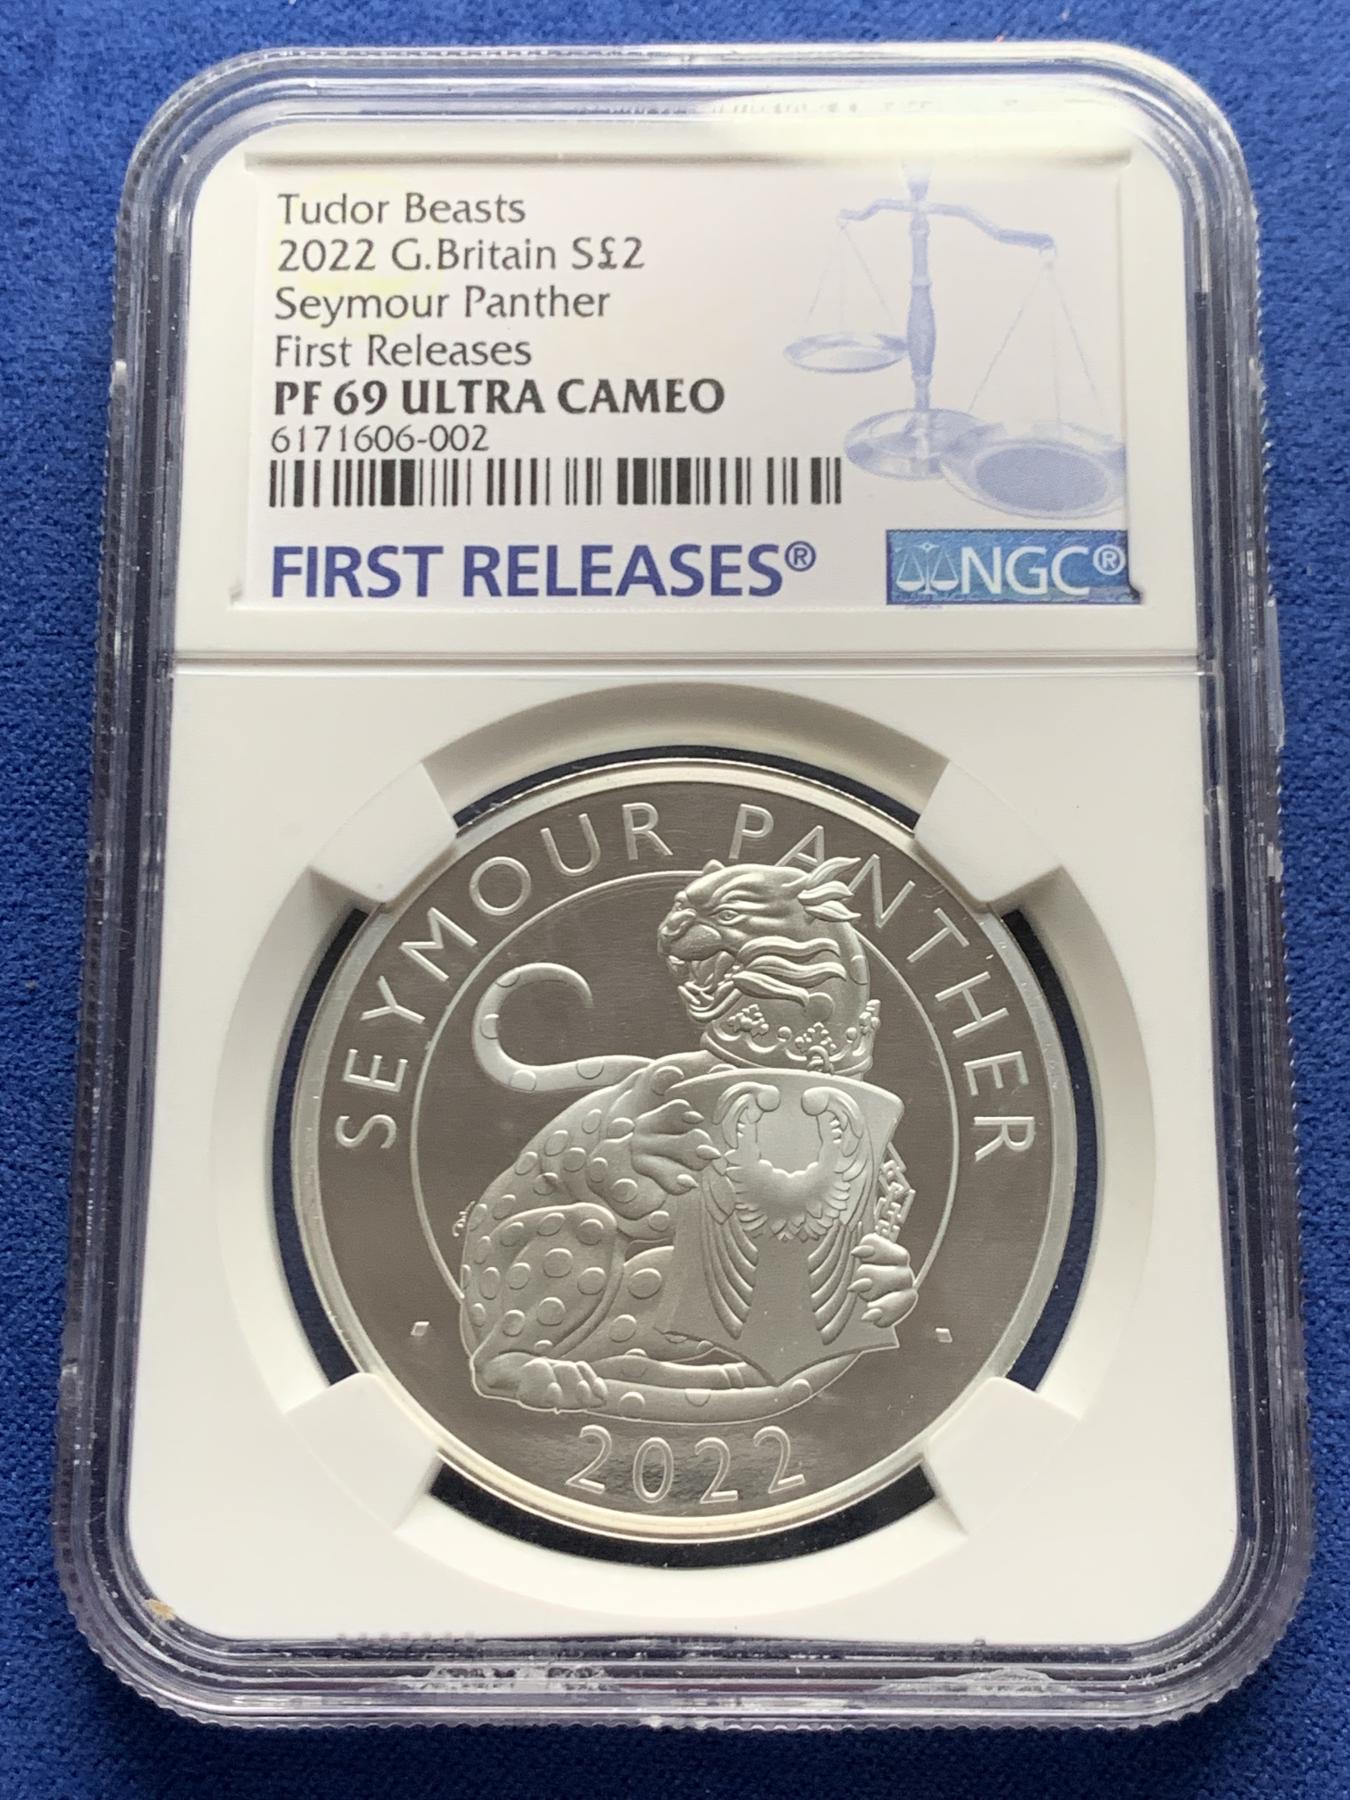 Tudor Beasts
2022 G.Britain S£2
Seymour Panther
First Releases
PF 69 ULTRA CAMEO
6171606-002
FIRST RELEASES®
NGC®
SEYMOUR PANTHER
2022